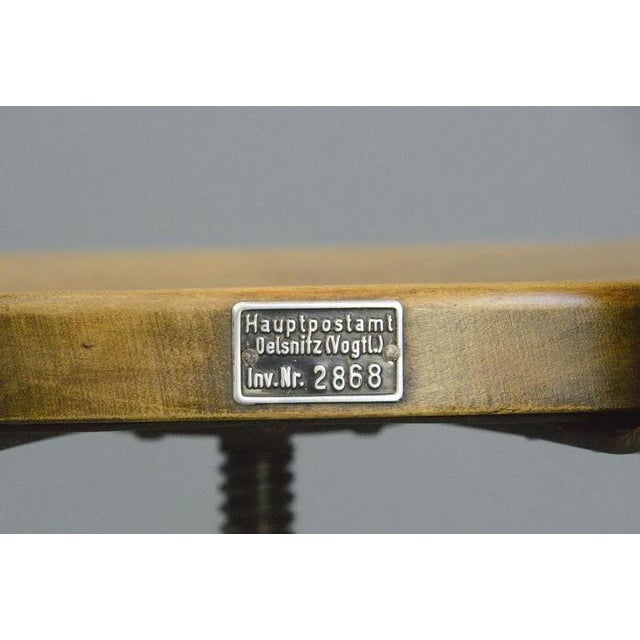 Hauptpostamt
Oelsnitz(Vogtl.)
Inv.Nr. 2868